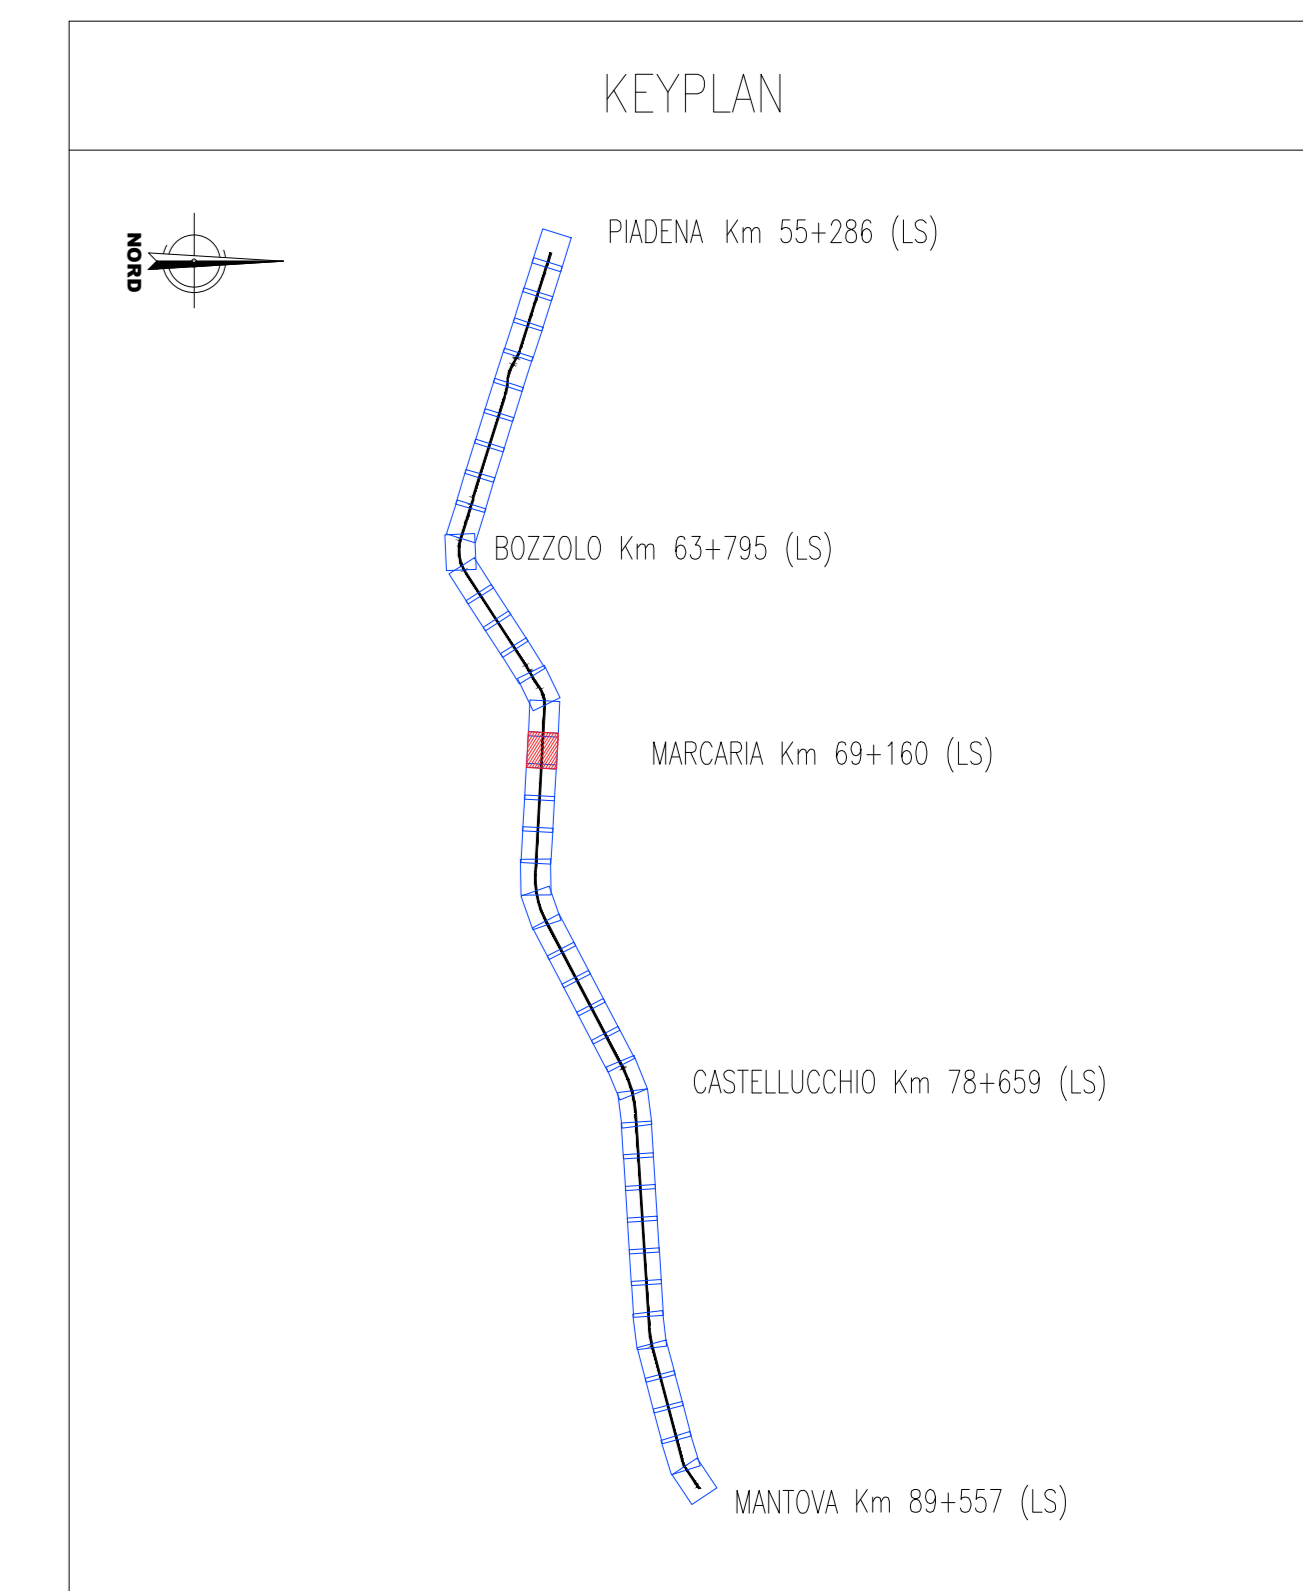 KEYPLAN
NORD
PIADENA Km 55+286 (LS)
BOZZOLO Km 63+795 (LS)
MARCARIA Km 69+160 (LS)
CASTELLUCCHIO Km 78+659 (LS)
MANTOVA Km 89+557 (LS)